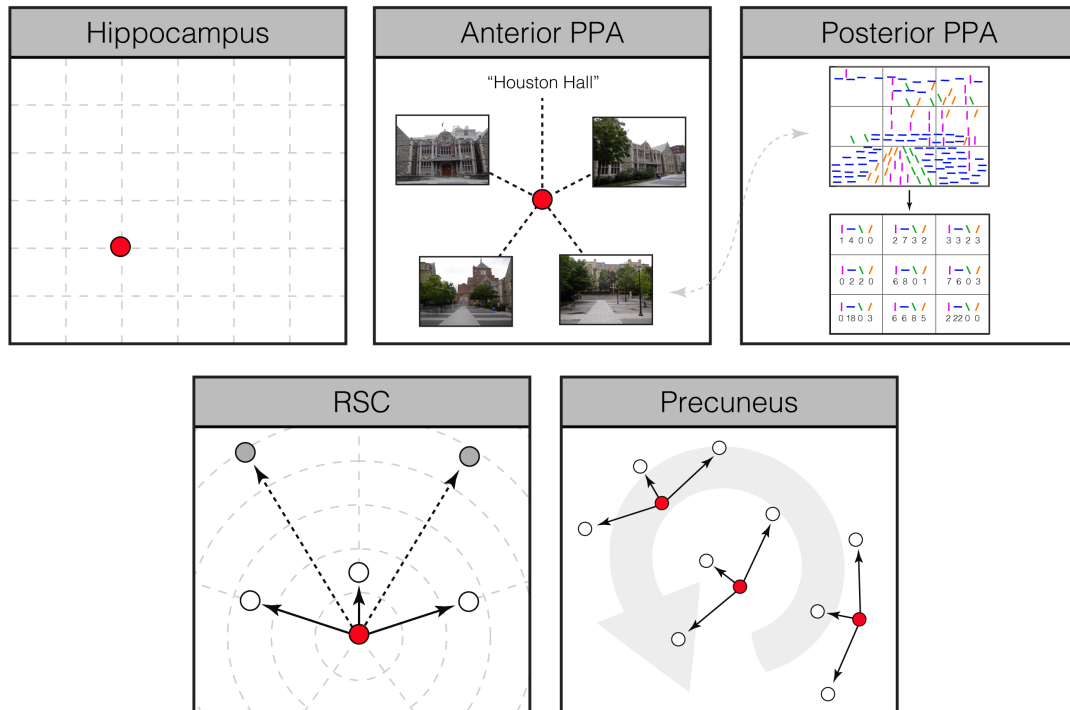 Hippocampus
Anterior PPA
Posterior PPA
“Houston Hall”
1 4 0 0 2 7 3 2 3 3 2 3
0 2 2 0 6 8 0 1 7 6 0 3
0 18 0 3 6 6 8 5 2 22 0 0
RSC
Precuneus